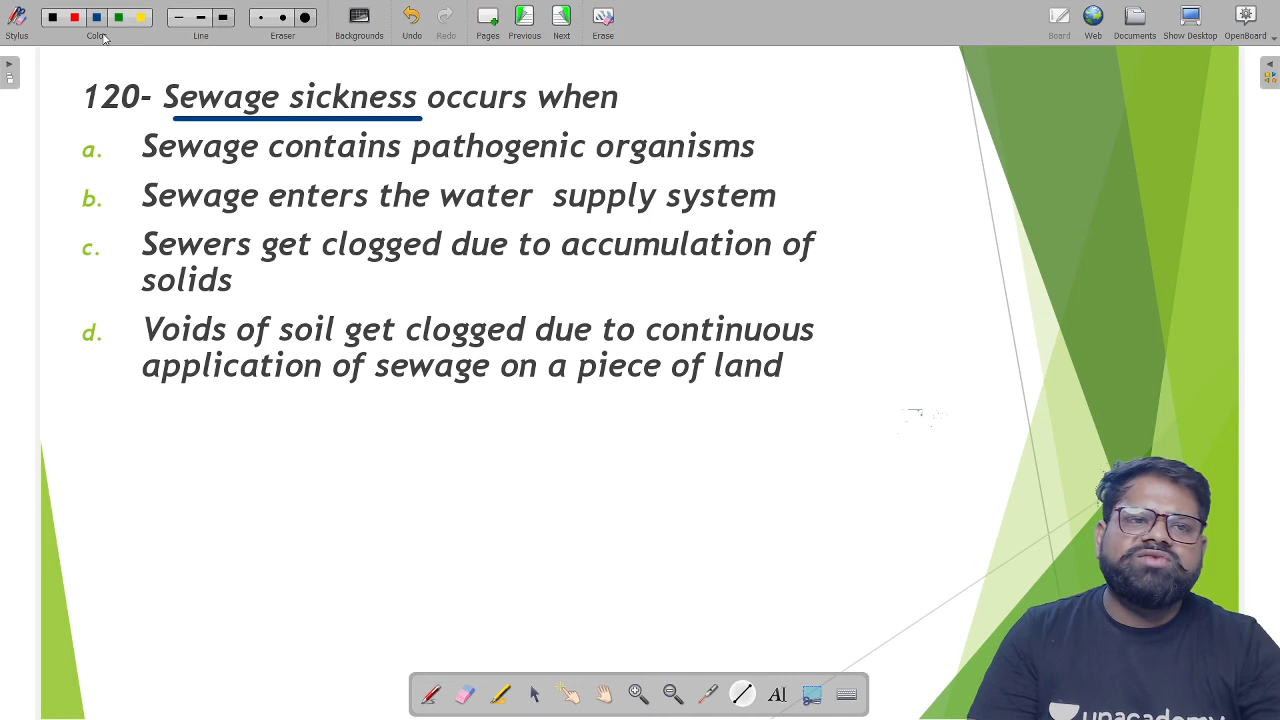 Stylus
Color
Line
Eraser
Backgrounds
Undo
Redo
Pages
Previous
Next
Erase
Board
Web
Documents
Show Desktop
OpenBoard
120- Sewage sickness occurs when
a. Sewage contains pathogenic organisms
b. Sewage enters the water supply system
c. Sewers get clogged due to accumulation of
solids
d. Voids of soil get clogged due to continuous
application of sewage on a piece of land
AI
unacademy